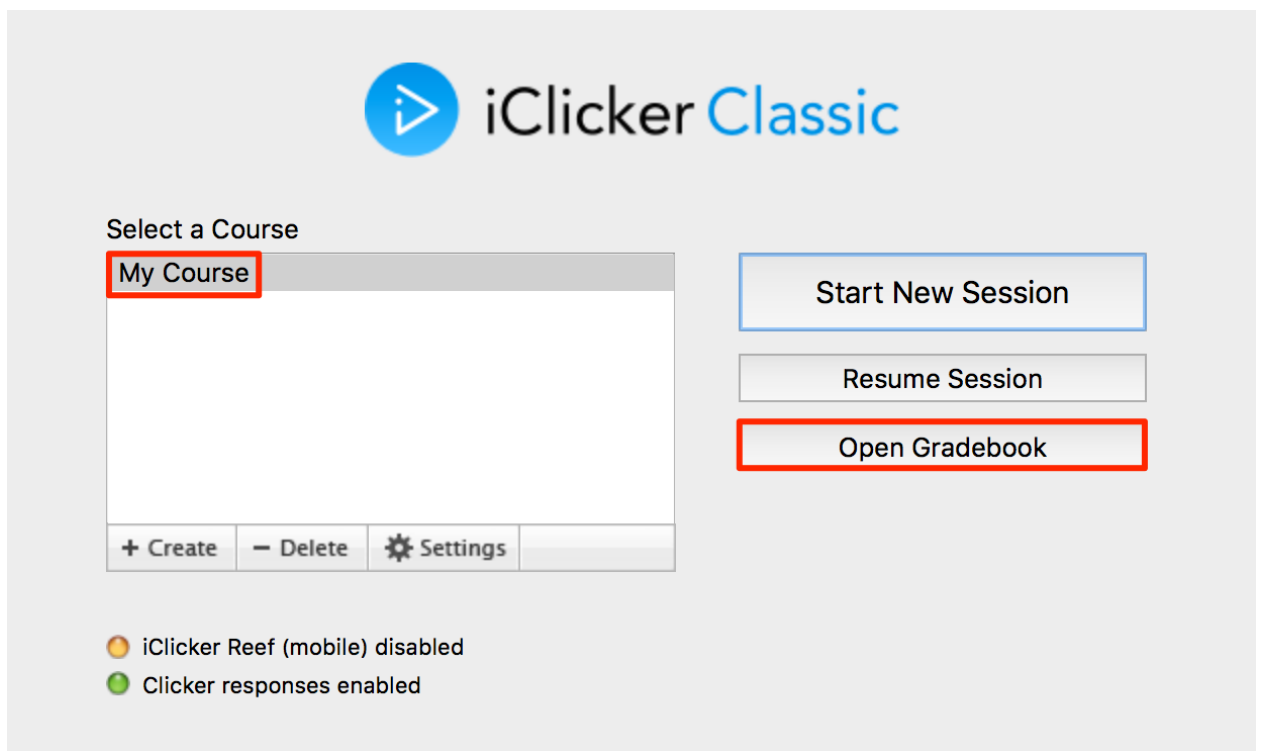 iClicker Classic
Select a Course
My Course
Start New Session
Resume Session
Open Gradebook
+ Create
− Delete
Settings
iClicker Reef (mobile) disabled
Clicker responses enabled